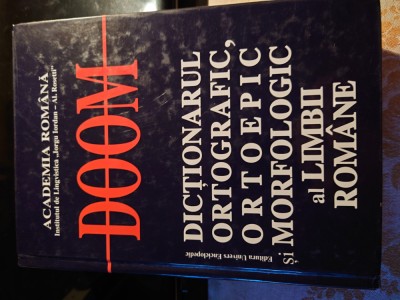 ACADEMIA ROMÂNĂ
Institutul de Lingvistică „Iorgu Iordan – Al. Rosetti"
DOOM
DICȚIONARUL
ORTOGRAFIC,
ORTOEPIC
și MORFOLOGIC
al LIMBII
ROMÂNE
Editura Univers Enciclopedic